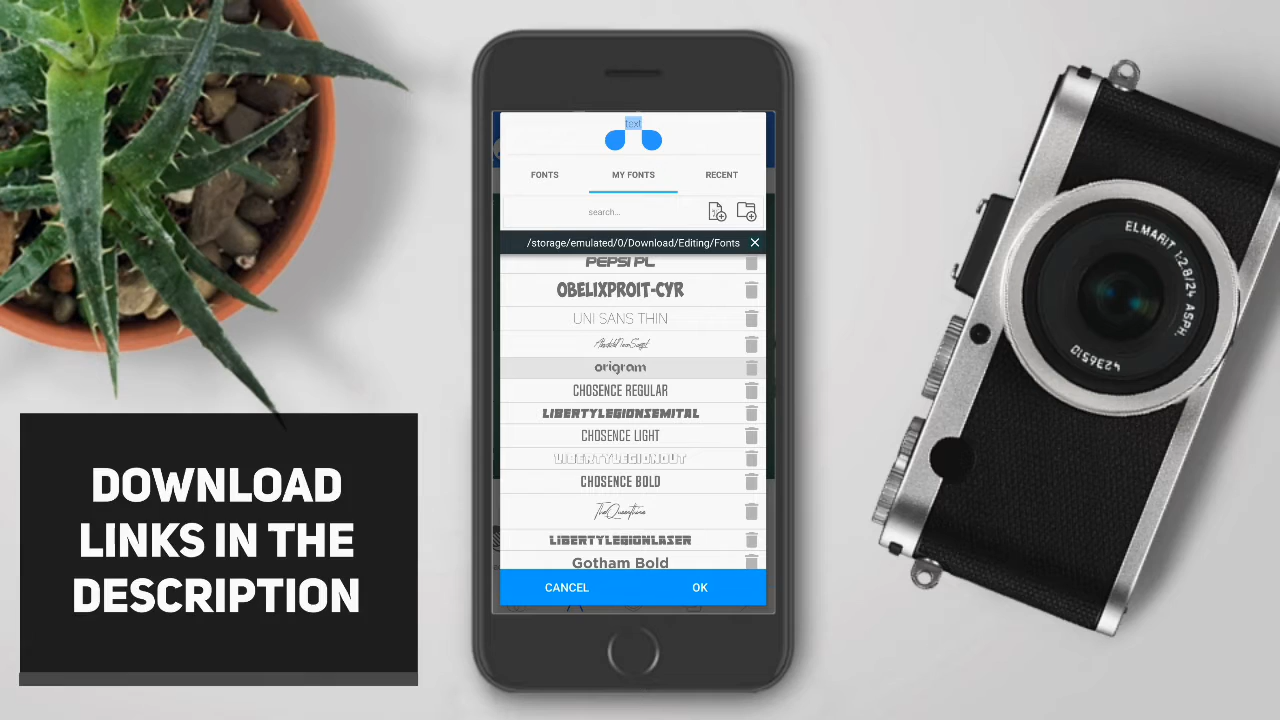 text
FONTS MY FONTS RECENT
search...
/storage/emulated/0/Download/Editing/Fonts
PEPSI PL
OBELIXPROIT-CYR
UNI SANS THIN
origram
CHOSENCE REGULAR
LIBERTYLEGIONSEMITAL
CHOSENCE LIGHT
LIBERTYLEGIONOUT
CHOSENCE BOLD
LIBERTYLEGIONLASER
Gotham Bold
CANCEL OK
DOWNLOAD
LINKS IN THE
DESCRIPTION
ELMARIT 1:2.8/24 ASPH.
4236510